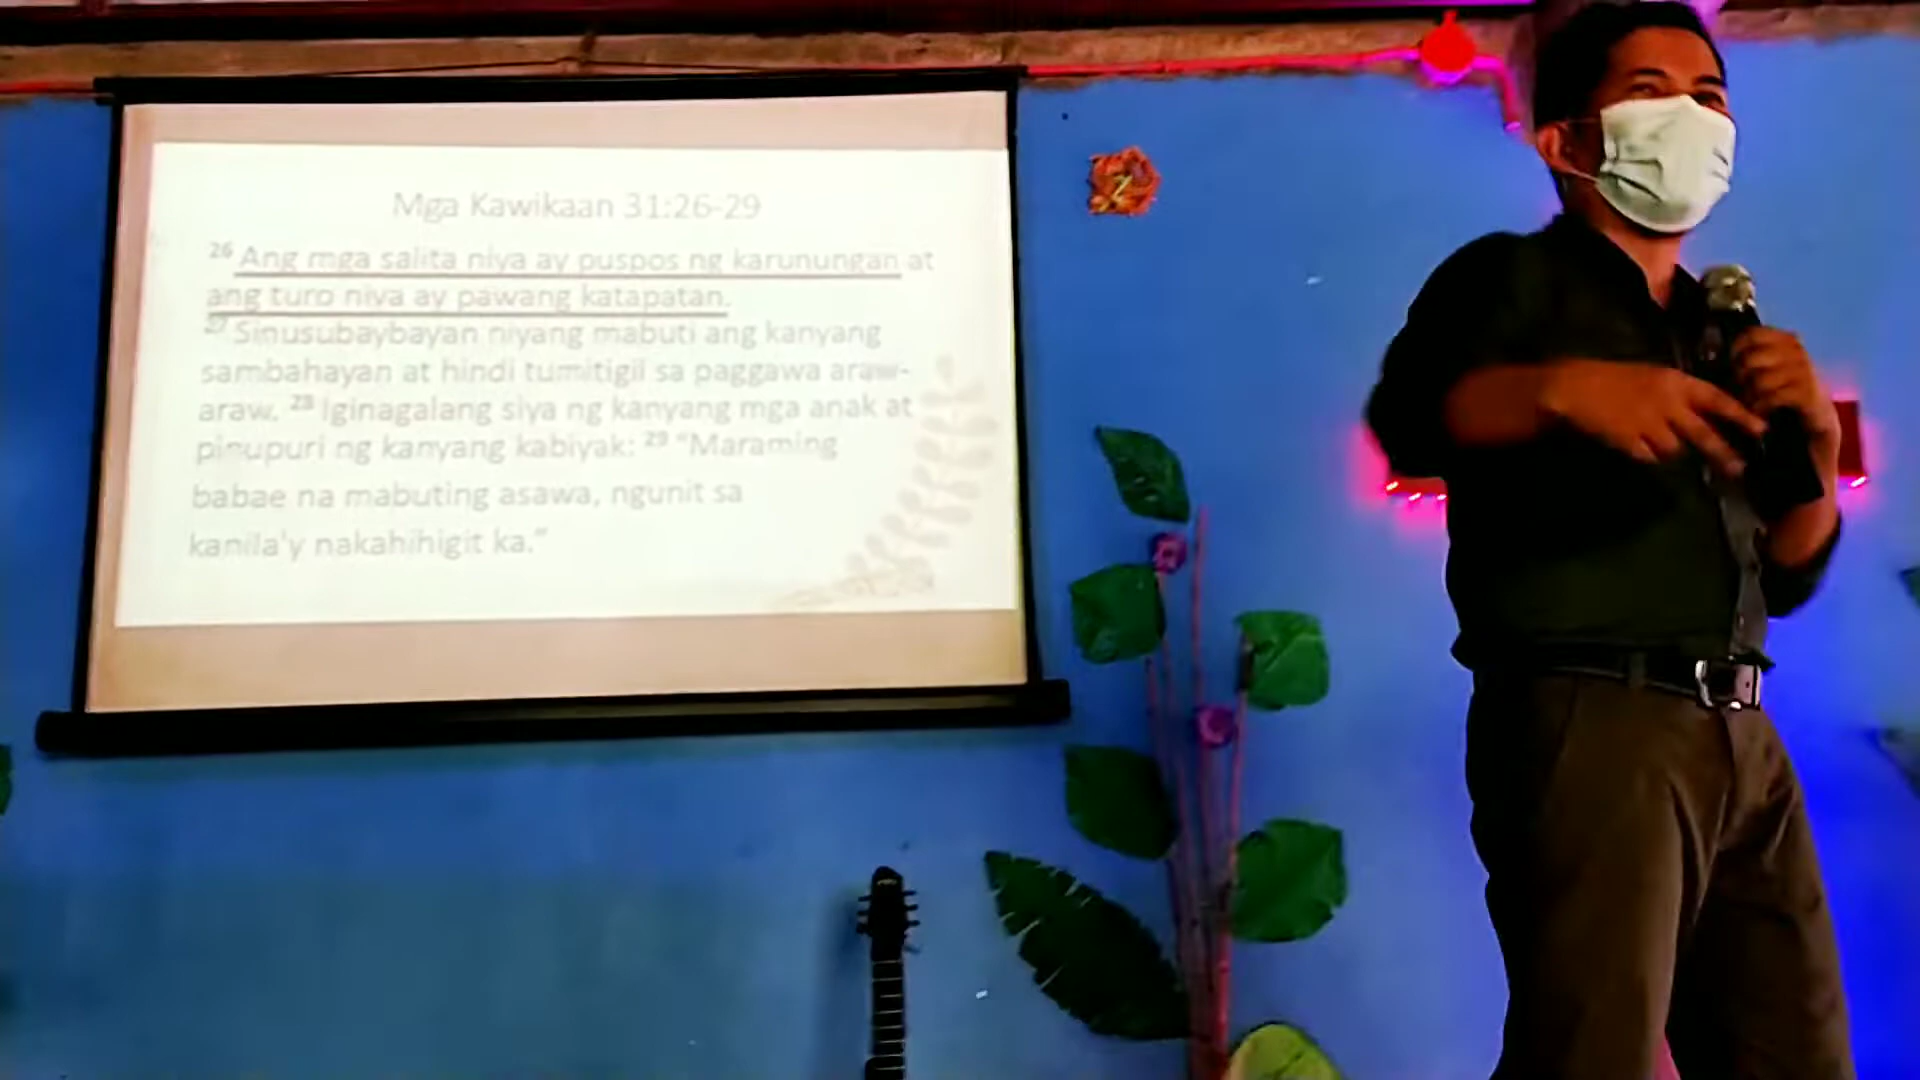 Mga Kawikaan 31:26-29
26 Ang mga salita niya ay puspos ng karunungan at
ang turo niya ay pawang katapatan.
27 Sinusubaybayan niyang mabuti ang kanyang
sambahayan at hindi tumitigil sa paggawa araw-
araw. 28 Iginagalang siya ng kanyang mga anak at
pinupuri ng kanyang kabiyak: 29 “Maraming
babae na mabuting asawa, ngunit sa
kanila'y nakahihigit ka.”